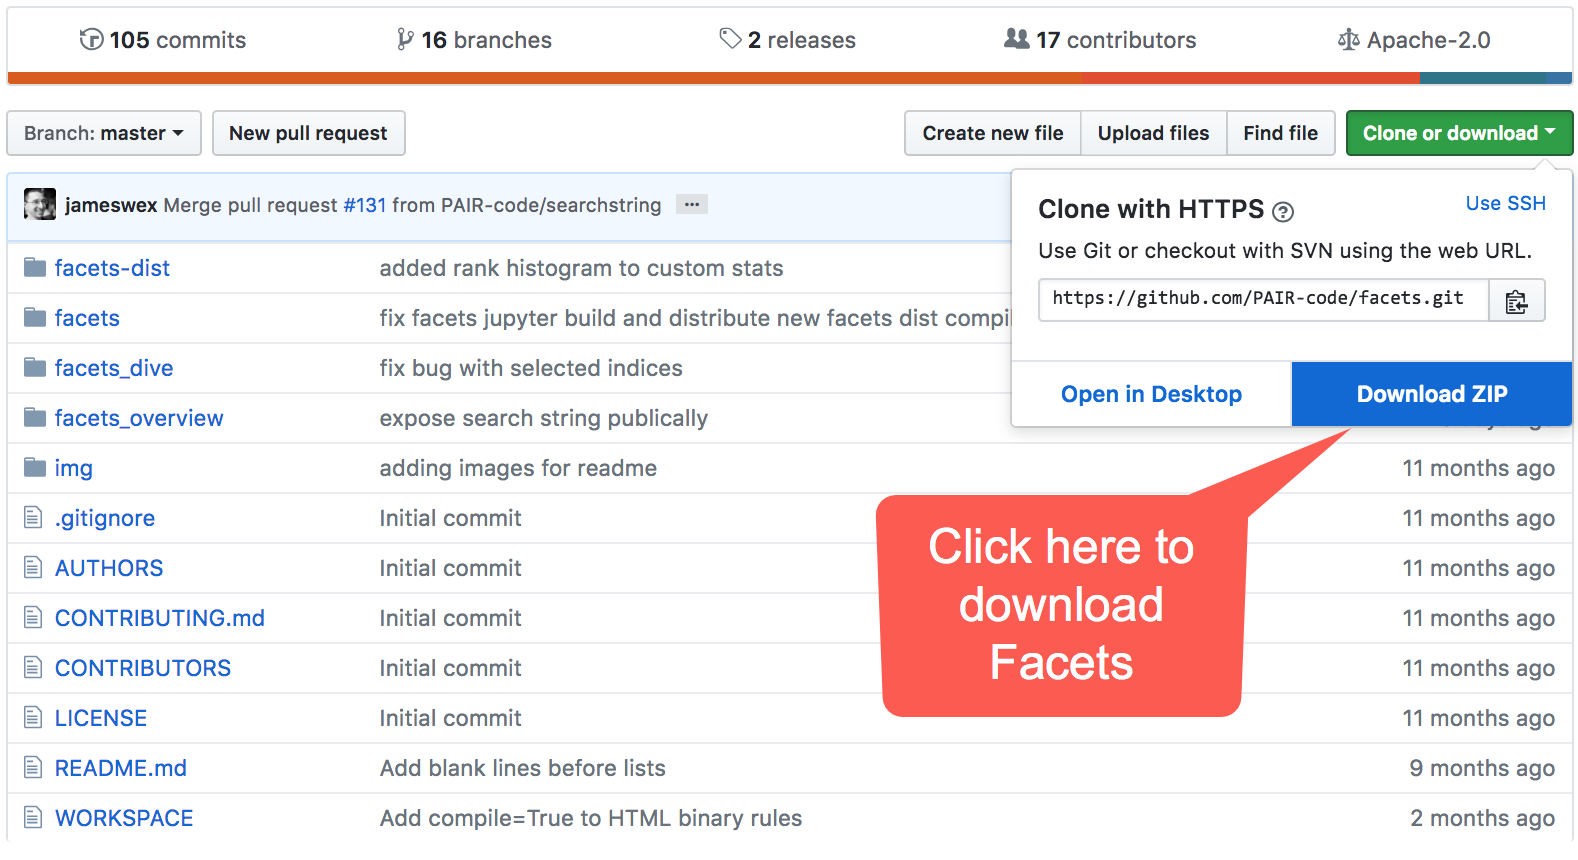 105 commits 16 branches 2 releases 17 contributors Apache-2.0
Branch: master New pull request Create new file Upload files Find file Clone or download
jameswex Merge pull request #131 from PAIR-code/searchstring ...
Clone with HTTPS ? Use SSH
Use Git or checkout with SVN using the web URL.
https://github.com/PAIR-code/facets.git
Open in Desktop Download ZIP
facets-dist added rank histogram to custom stats
facets fix facets jupyter build and distribute new facets dist compi
facets_dive fix bug with selected indices
facets_overview expose search string publically
img adding images for readme 11 months ago
.gitignore Initial commit 11 months ago
AUTHORS Initial commit 11 months ago
CONTRIBUTING.md Initial commit 11 months ago
CONTRIBUTORS Initial commit 11 months ago
LICENSE Initial commit 11 months ago
README.md Add blank lines before lists 9 months ago
WORKSPACE Add compile=True to HTML binary rules 2 months ago
Click here to
download
Facets